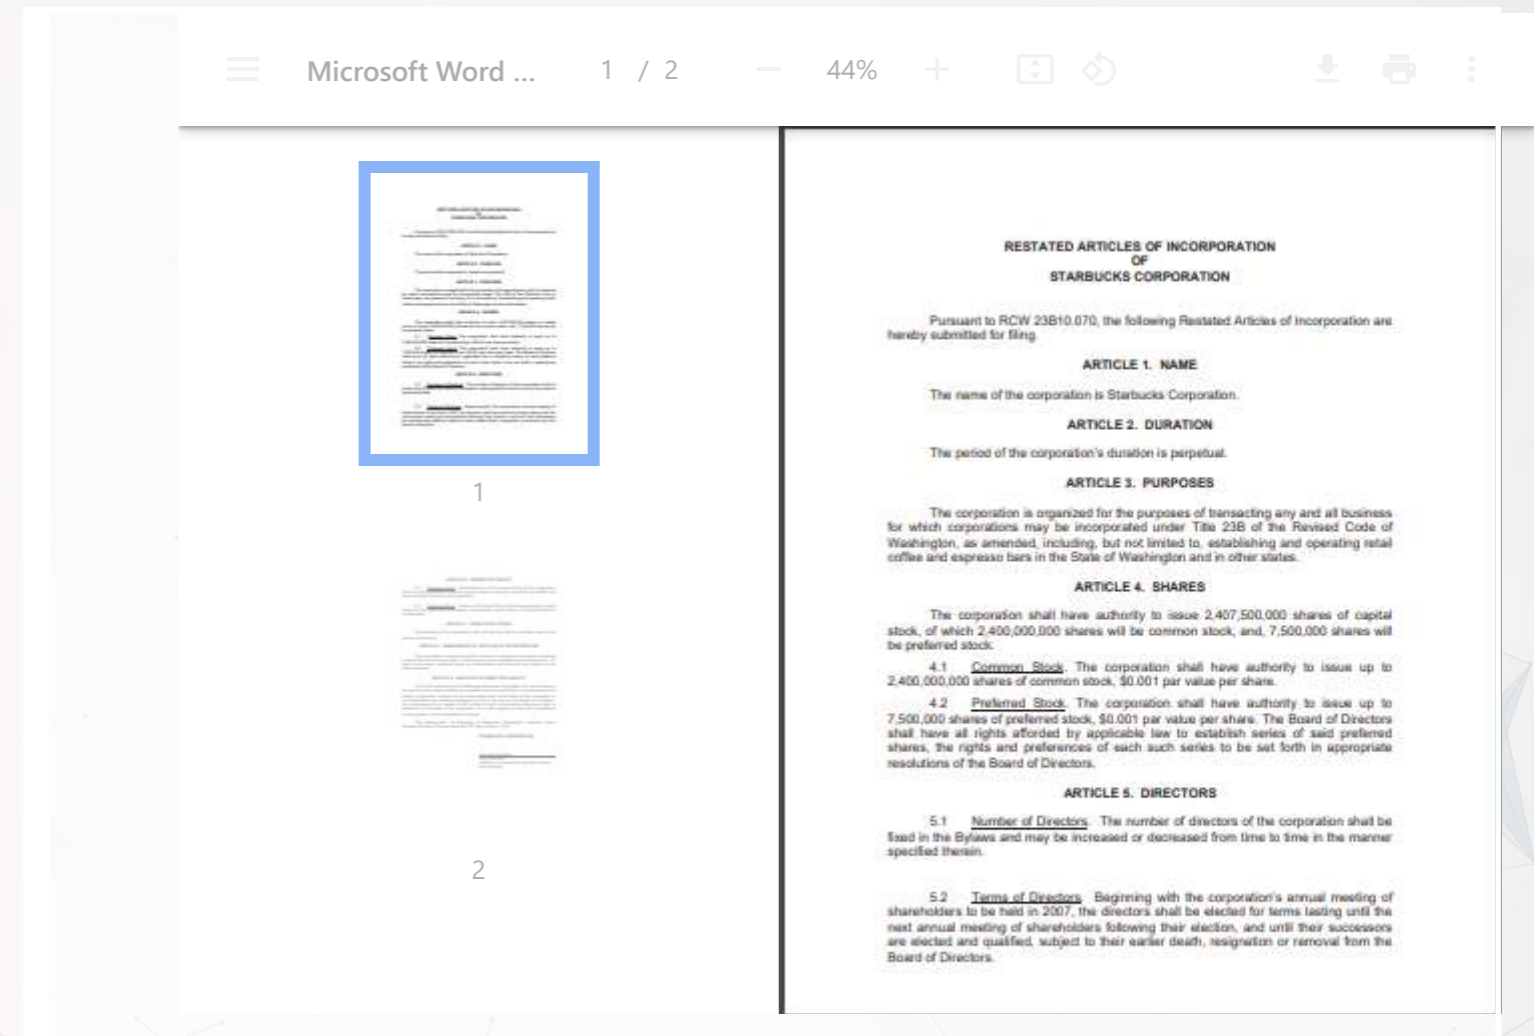 Microsoft Word ...
1 / 2
44%
1
2
RESTATED ARTICLES OF INCORPORATION
OF
STARBUCKS CORPORATION
Pursuant to RCW 23B10.070, the following Restated Articles of Incorporation are
hereby submitted for filing.
ARTICLE 1. NAME
The name of the corporation is Starbucks Corporation.
ARTICLE 2. DURATION
The period of the corporation's duration is perpetual.
ARTICLE 3. PURPOSES
The corporation is organized for the purposes of transacting any and all business
for which corporations may be incorporated under Title 23B of the Revised Code of
Washington, as amended, including, but not limited to, establishing and operating retail
coffee and espresso bars in the State of Washington and in other states.
ARTICLE 4. SHARES
The corporation shall have authority to issue 2,407,500,000 shares of capital
stock, of which 2,400,000,000 shares will be common stock, and, 7,500,000 shares will
be preferred stock.
4.1 Common Stock. The corporation shall have authority to issue up to
2,400,000,000 shares of common stock, $0.001 par value per share.
4.2 Preferred Stock. The corporation shall have authority to issue up to
7,500,000 shares of preferred stock, $0.001 par value per share. The Board of Directors
shall have all rights afforded by applicable law to establish series of said preferred
shares, the rights and preferences of each such series to be set forth in appropriate
resolutions of the Board of Directors.
ARTICLE 5. DIRECTORS
5.1 Number of Directors. The number of directors of the corporation shall be
fixed in the Bylaws and may be increased or decreased from time to time in the manner
specified therein.
5.2 Terms of Directors. Beginning with the corporation's annual meeting of
shareholders to be held in 2007, the directors shall be elected for terms lasting until the
next annual meeting of shareholders following their election, and until their successors
are elected and qualified, subject to their earlier death, resignation or removal from the
Board of Directors.